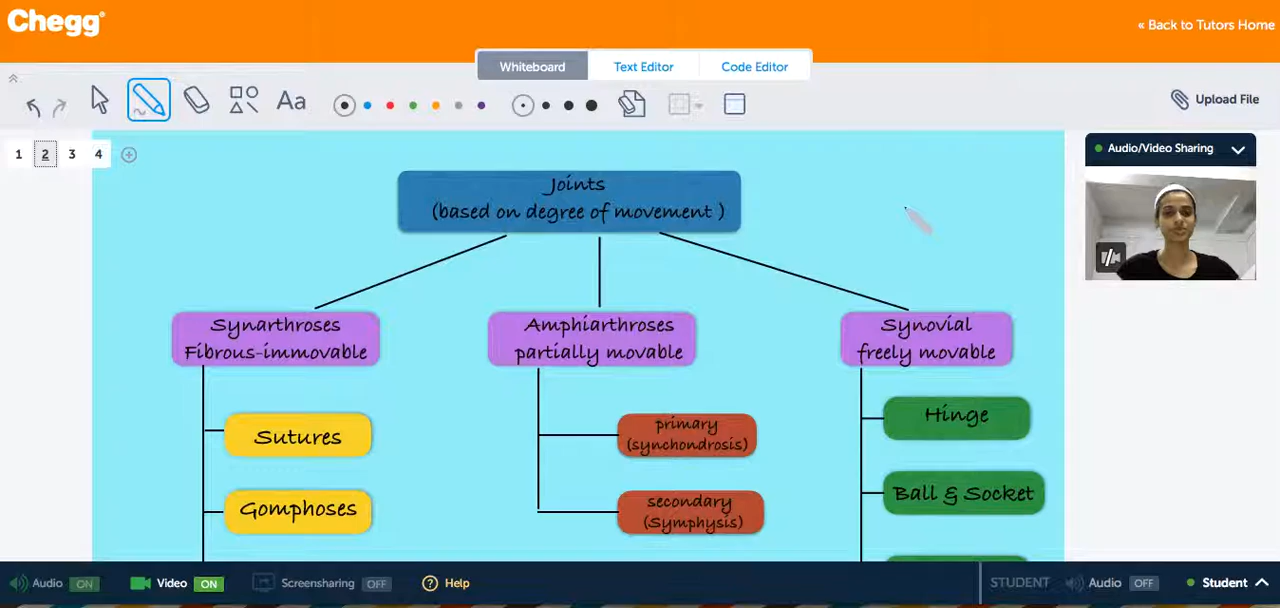 Chegg®
« Back to Tutors Home
Whiteboard
Text Editor
Code Editor
Aa
Upload File
1 2 3 4
Audio/Video Sharing
Joints
(based on degree of movement )
Synarthroses
Fibrous-immovable
Amphiarthroses
partially movable
Synovial
freely movable
Sutures
primary
(synchondrosis)
Hinge
Gomphoses
secondary
(Symphysis)
Ball & Socket
Audio ON
Video ON
Screensharing OFF
? Help
STUDENT
Audio OFF
Student